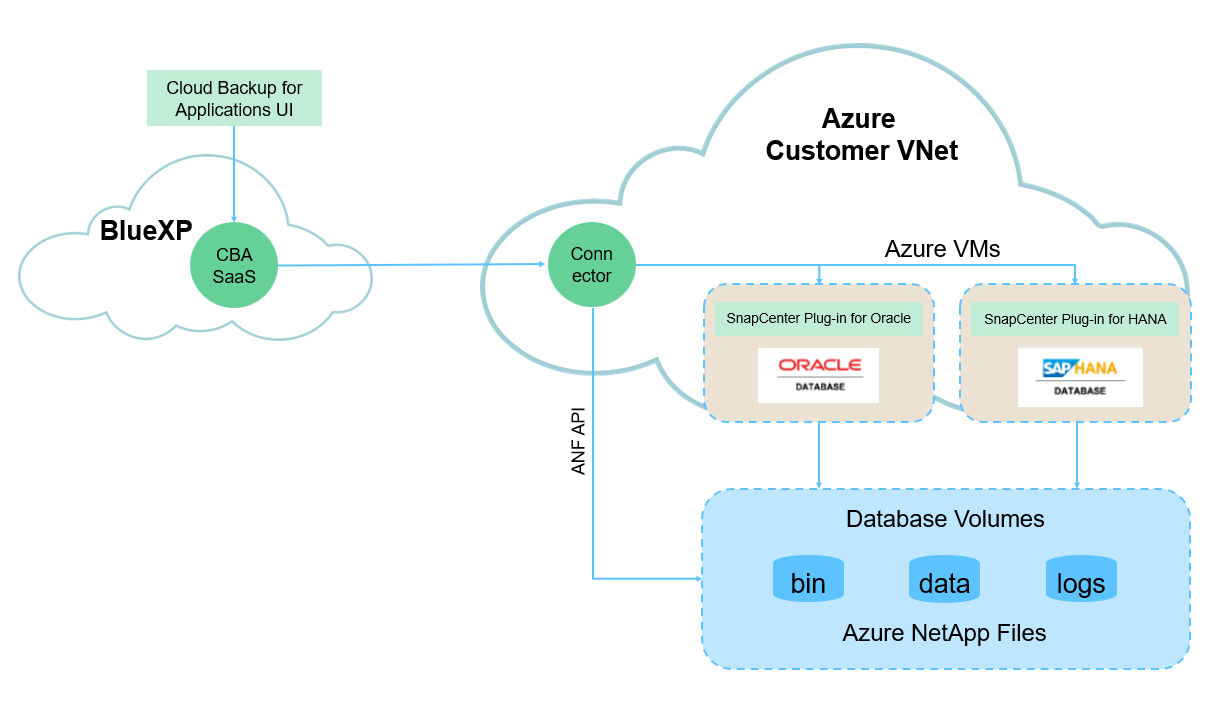 Cloud Backup for
Applications UI
BlueXP
CBA
SaaS
Azure
Customer VNet
Conn
ector
Azure VMs
SnapCenter Plug-in for Oracle
ORACLE
DATABASE
SnapCenter Plug-in for HANA
SAP HANA
DATABASE
ANF API
Database Volumes
bin
data
logs
Azure NetApp Files